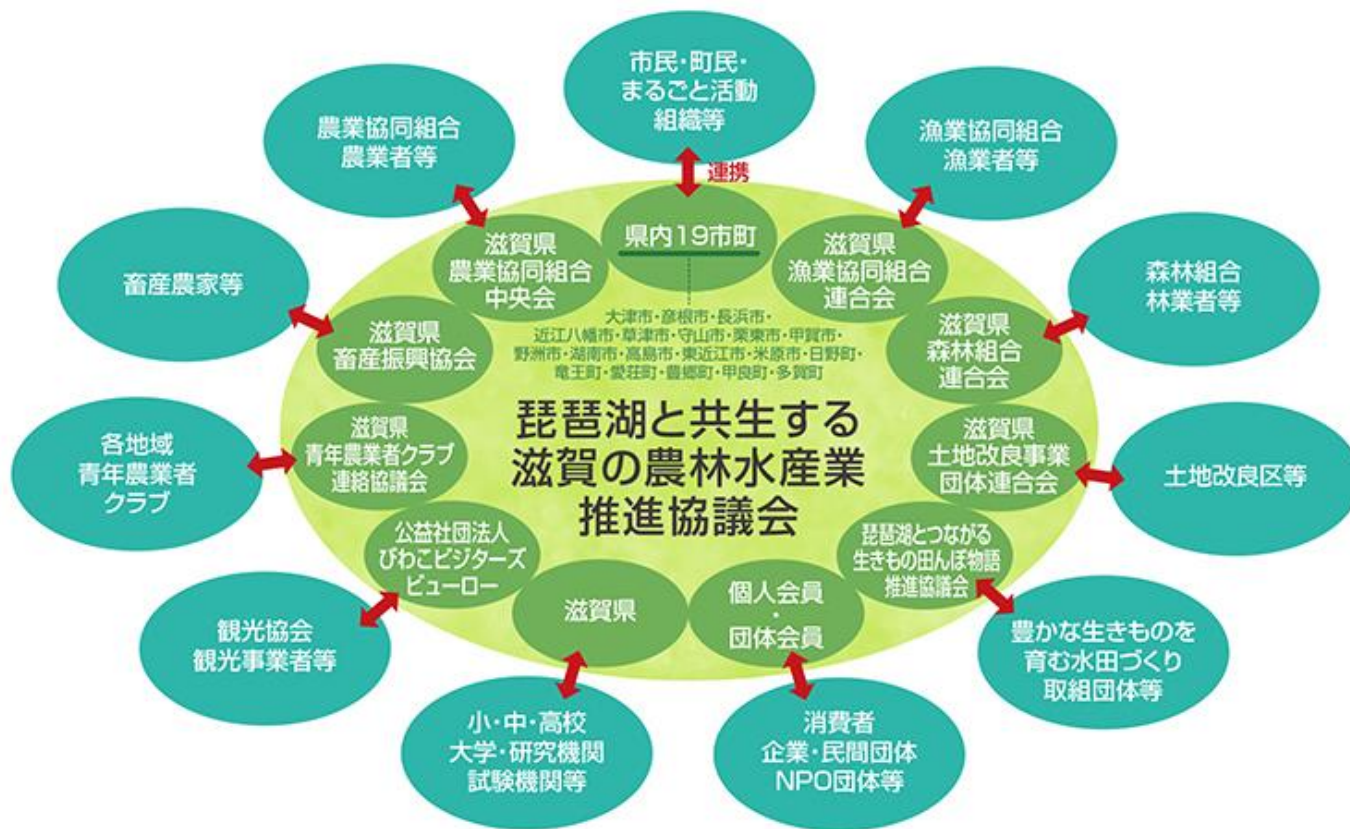 市民・町民・
まるごと活動
組織等
農業協同組合
農業者等
漁業協同組合
漁業者等
連携
県内19市町
滋賀県
農業協同組合
中央会
滋賀県
漁業協同組合
連合会
畜産農家等
森林組合
林業者等
滋賀県
畜産振興協会
滋賀県
森林組合
連合会
大津市・彦根市・長浜市・
近江八幡市・草津市・守山市・栗東市・甲賀市・
野洲市・湖南市・高島市・東近江市・米原市・日野町・
竜王町・愛荘町・豊郷町・甲良町・多賀町
琵琶湖と共生する
滋賀の農林水産業
推進協議会
各地域
青年農業者
クラブ
滋賀県
青年農業者クラブ
連絡協議会
滋賀県
土地改良事業
団体連合会
土地改良区等
公益社団法人
びわこビジターズ
ビューロー
滋賀県
個人会員
・
団体会員
琵琶湖とつながる
生きもの田んぼ物語
推進協議会
観光協会
観光事業者等
小・中・高校
大学・研究機関
試験機関等
消費者
企業・民間団体
NPO団体等
豊かな生きものを
育む水田づくり
取組団体等